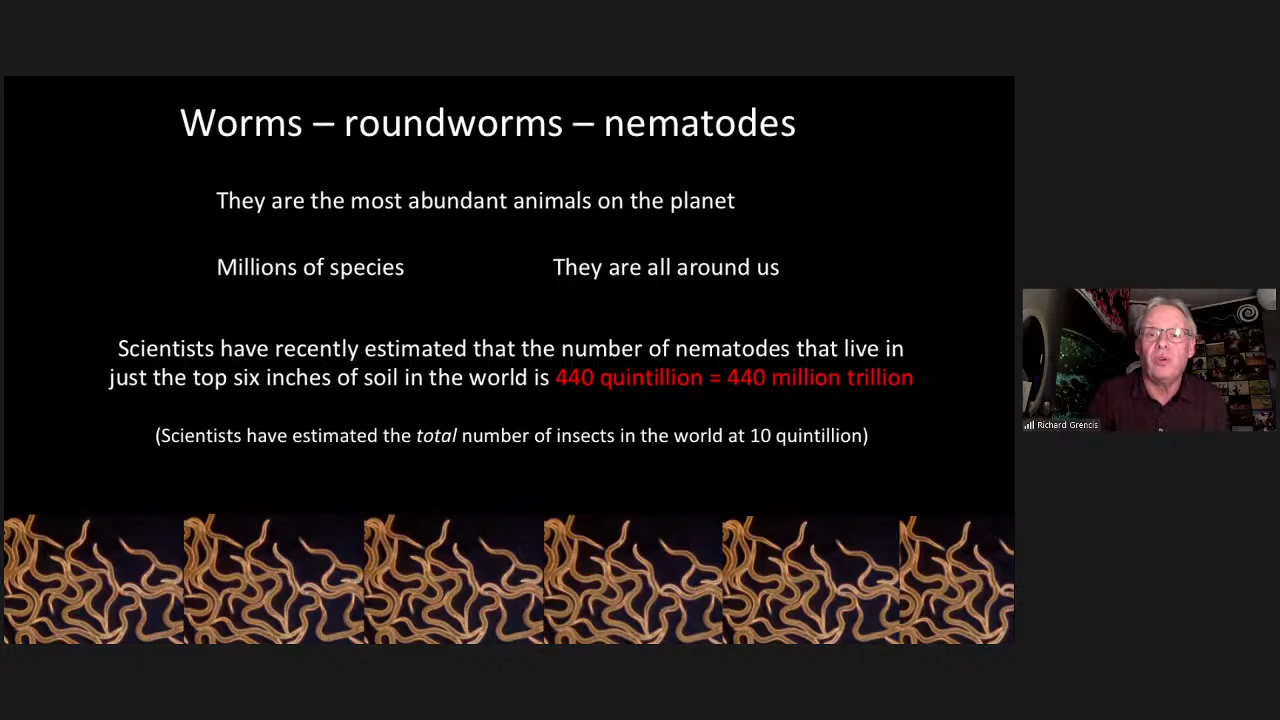 Worms – roundworms – nematodes
They are the most abundant animals on the planet
Millions of species
They are all around us
Scientists have recently estimated that the number of nematodes that live in
just the top six inches of soil in the world is 440 quintillion = 440 million trillion
(Scientists have estimated the total number of insects in the world at 10 quintillion)
Richard Grencis